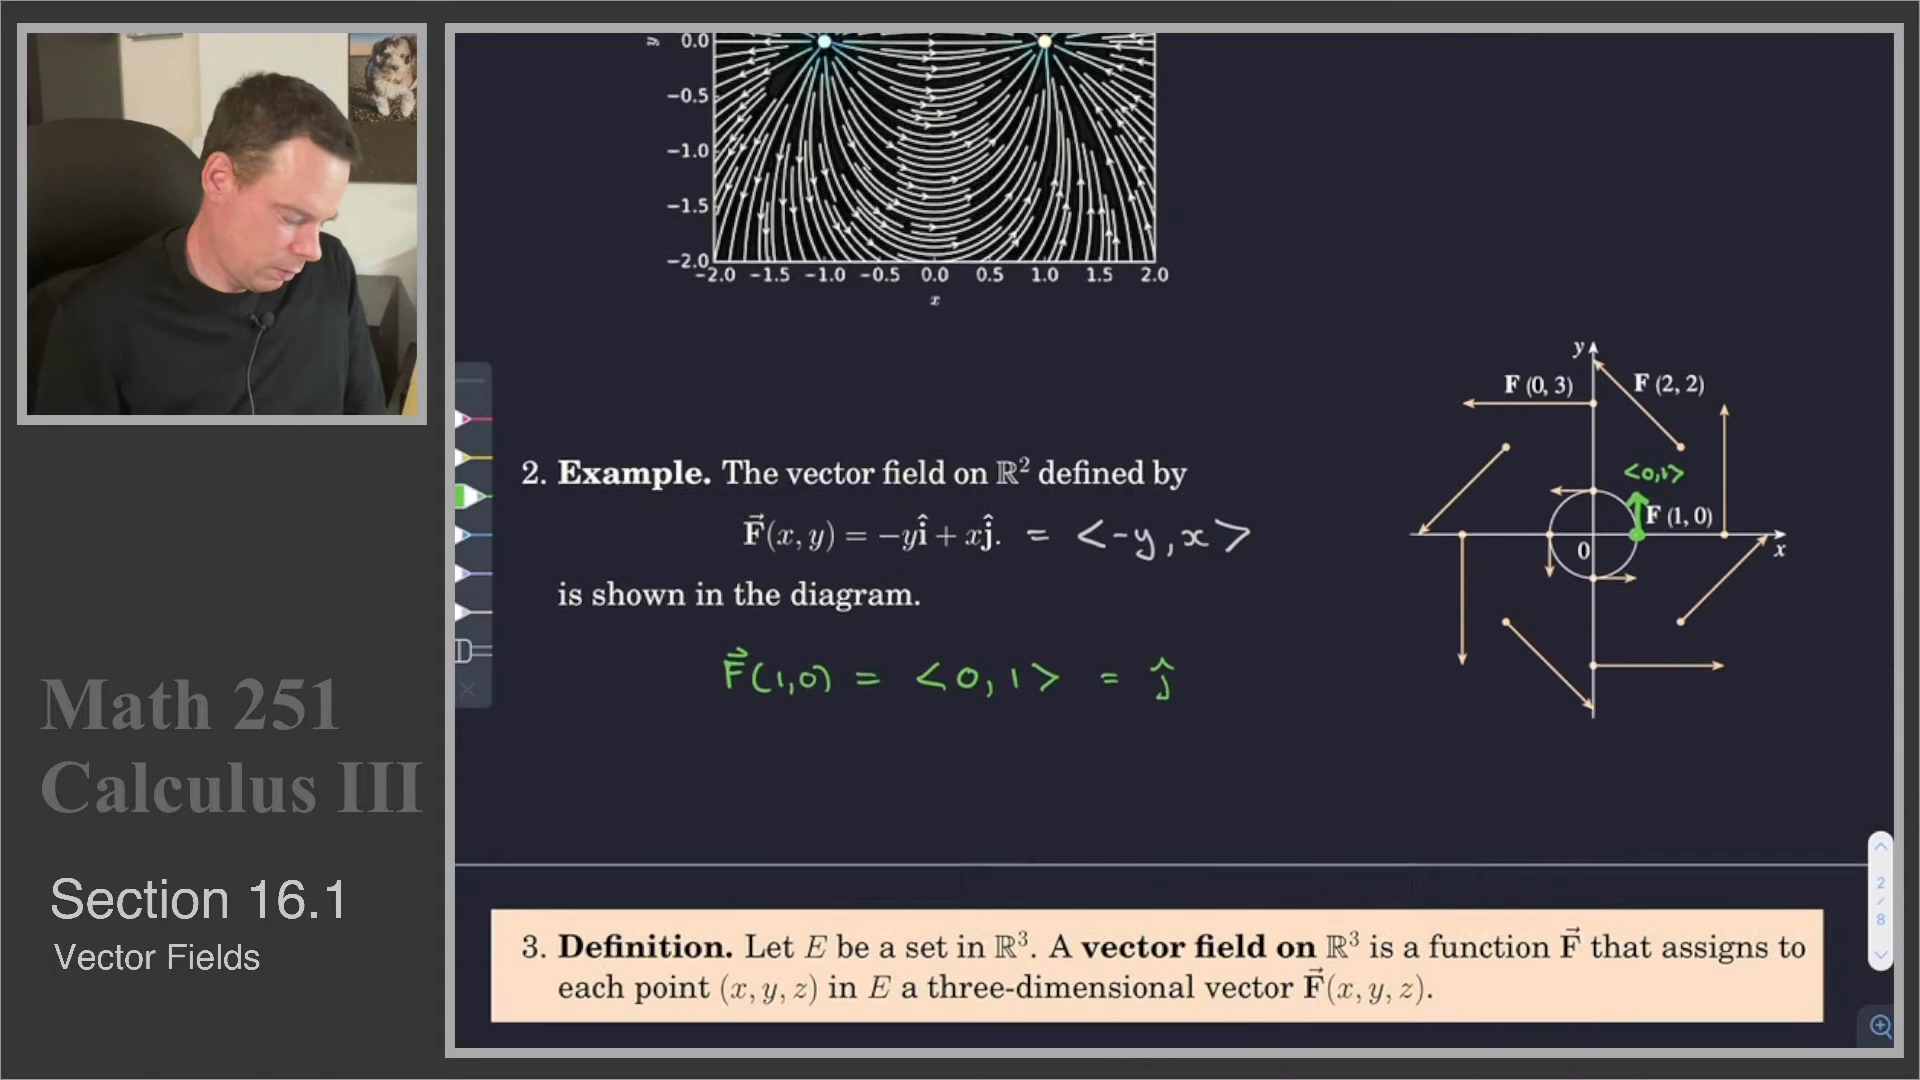 y
0.0
−0.5
−1.0
−1.5
−2.0
−2.0 −1.5 −1.0 −0.5 0.0 0.5 1.0 1.5 2.0
x
2. Example. The vector field on ℝ² defined by
F⃗(x, y) = −yî + xĵ. = <-y, x>
is shown in the diagram.
F⃗(1,0) = <0, 1> = ĵ
y
F (0, 3)
F (2, 2)
<0,1>
F (1, 0)
0
x
3. Definition. Let E be a set in ℝ³. A vector field on ℝ³ is a function F⃗ that assigns to
each point (x, y, z) in E a three-dimensional vector F⃗(x, y, z).
2
/
8
Math 251
Calculus III
Section 16.1
Vector Fields